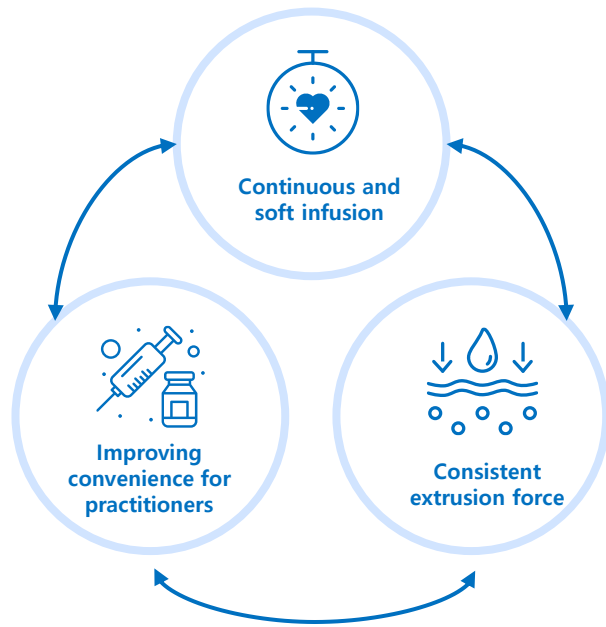 Continuous and
soft infusion
Improving
convenience for
practitioners
Consistent
extrusion force